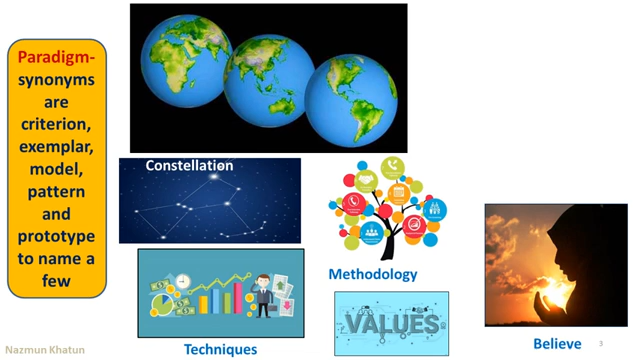 Paradigm-
synonyms
are
criterion,
exemplar,
model,
pattern
and
prototype
to name a
few
Constellation
Methodology
VALUES
Techniques
Believe
Nazmun Khatun
3